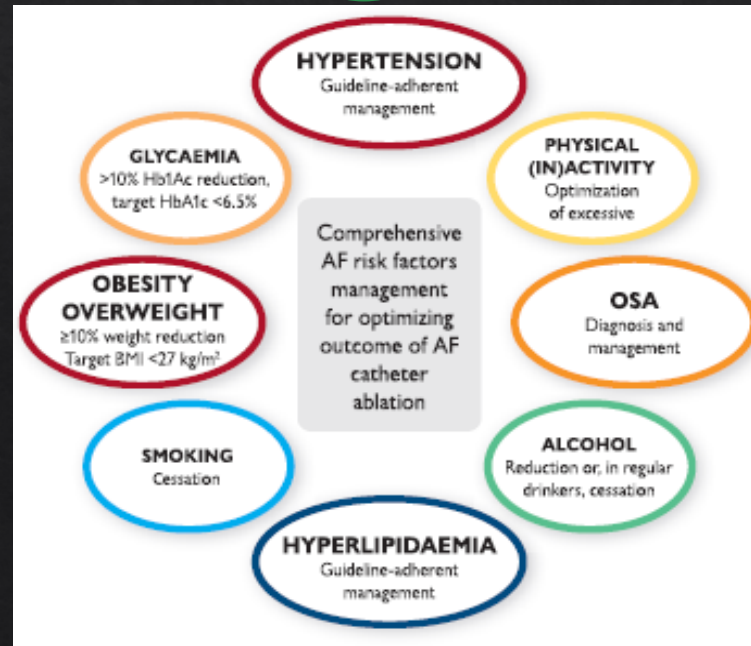 HYPERTENSION
Guideline-adherent
management
PHYSICAL
(IN)ACTIVITY
Optimization
of excessive
OSA
Diagnosis and
management
ALCOHOL
Reduction or, in regular
drinkers, cessation
HYPERLIPIDAEMIA
Guideline-adherent
management
SMOKING
Cessation
OBESITY
OVERWEIGHT
≥10% weight reduction
Target BMI <27 kg/m²
GLYCAEMIA
>10% Hb1Ac reduction,
target HbA1c <6.5%
Comprehensive
AF risk factors
management
for optimizing
outcome of AF
catheter
ablation